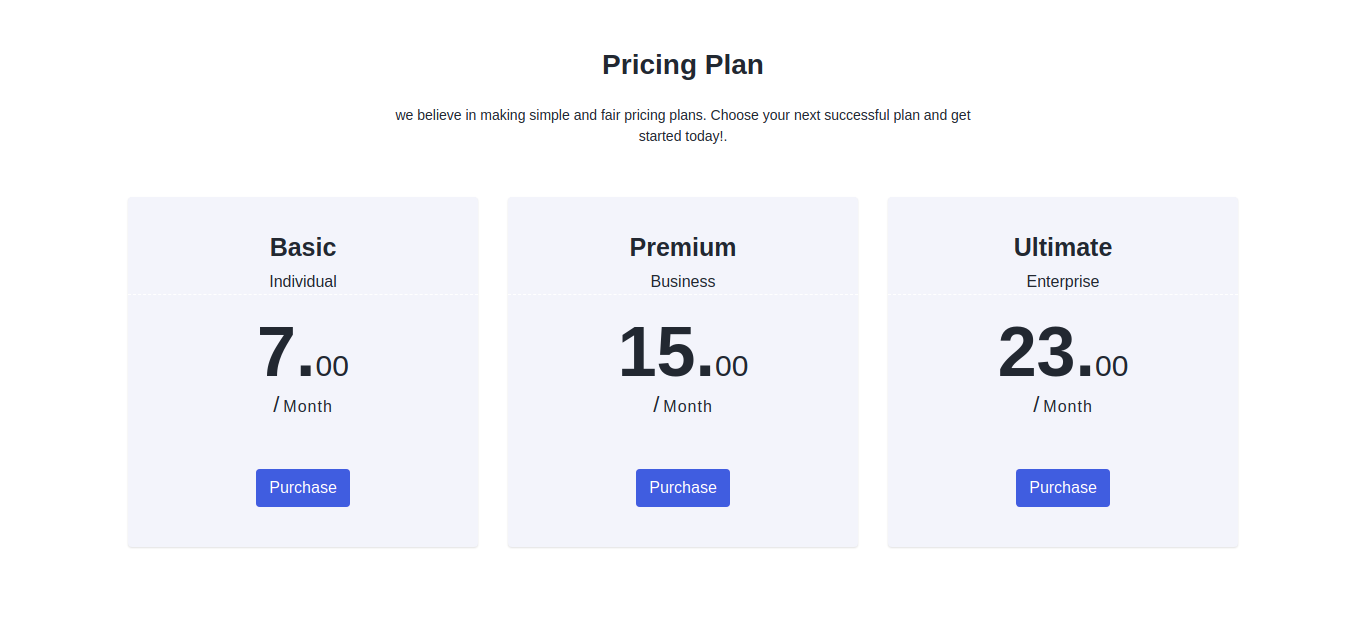 Pricing Plan
we believe in making simple and fair pricing plans. Choose your next successful plan and get
started today!.
Basic
Individual
7.00
/ Month
Purchase
Premium
Business
15.00
/ Month
Purchase
Ultimate
Enterprise
23.00
/ Month
Purchase